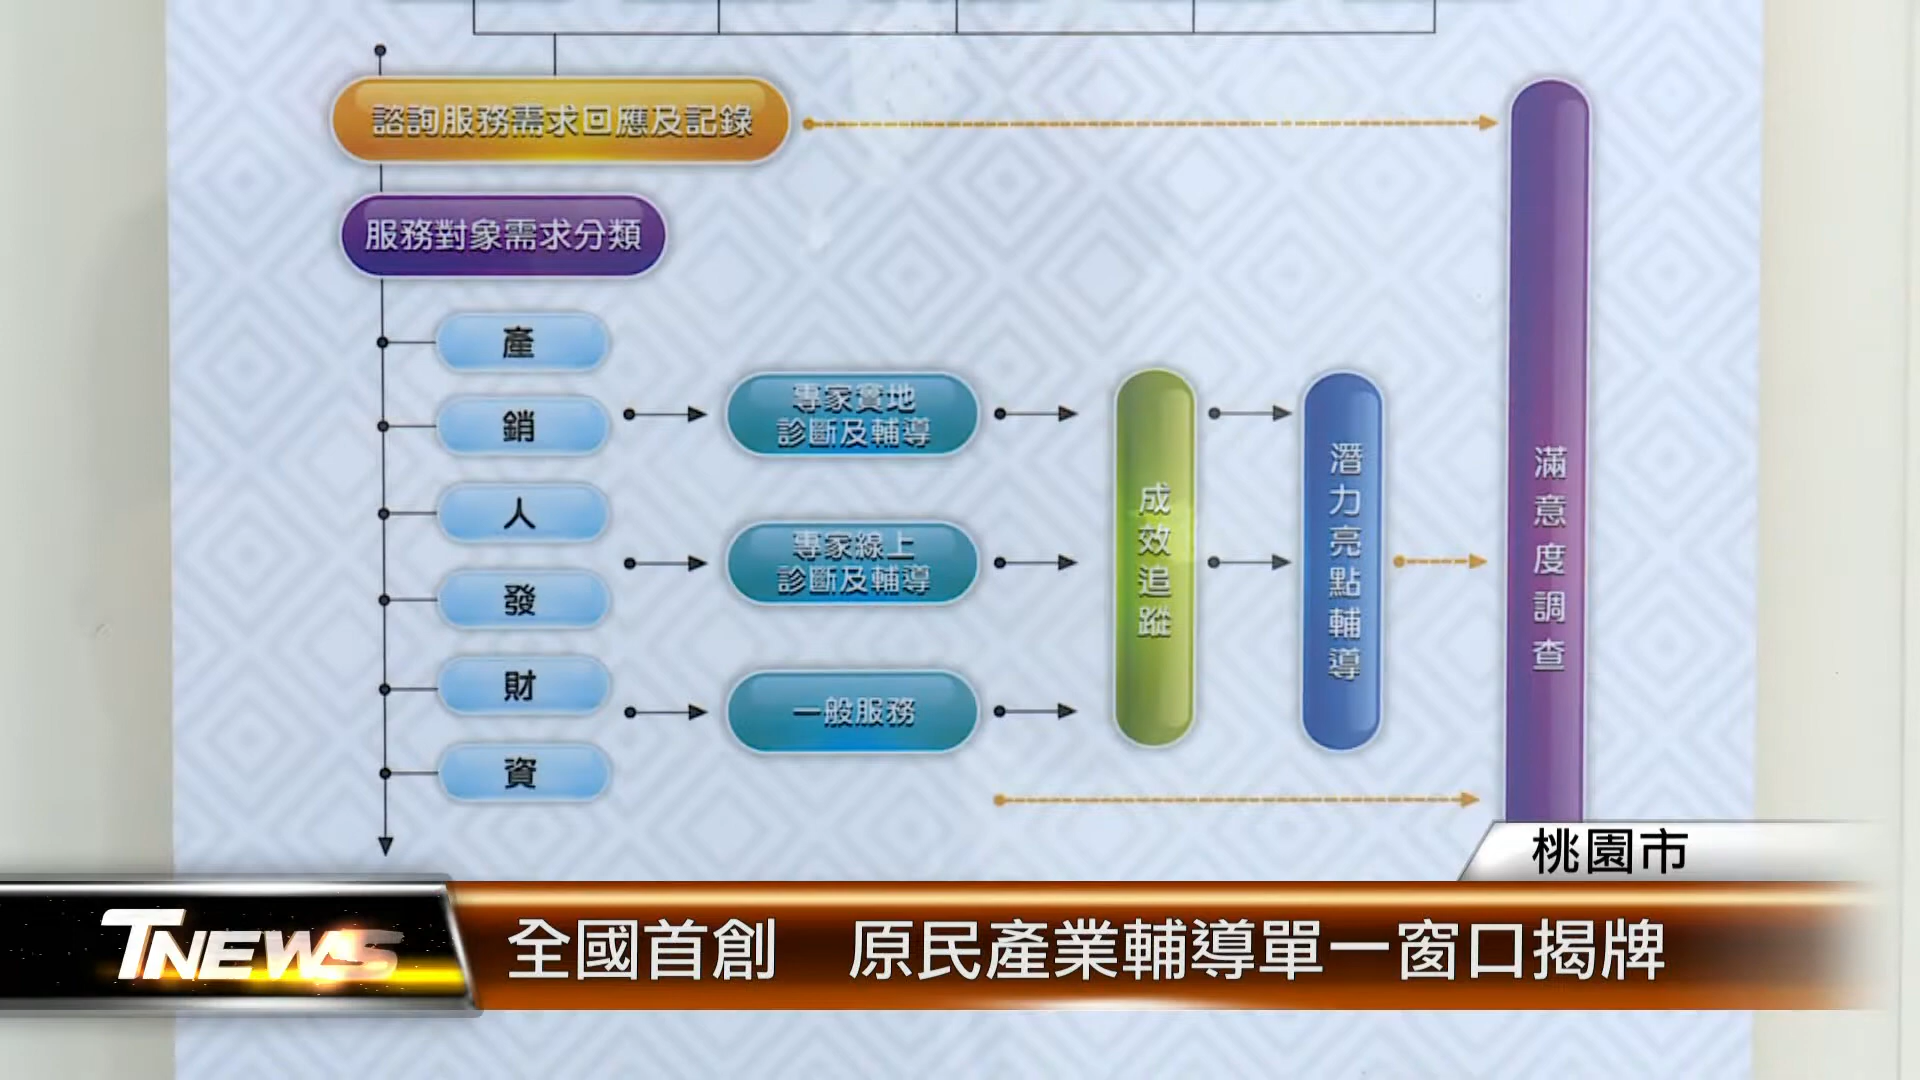 諮詢服務需求回應及記錄
服務對象需求分類
產
銷
人
發
財
資
專家實地
診斷及輔導
專家線上
診斷及輔導
一般服務
成效追蹤
潛力亮點輔導
滿意度調查
桃園市
TNEWS
全國首創 原民產業輔導單一窗口揭牌